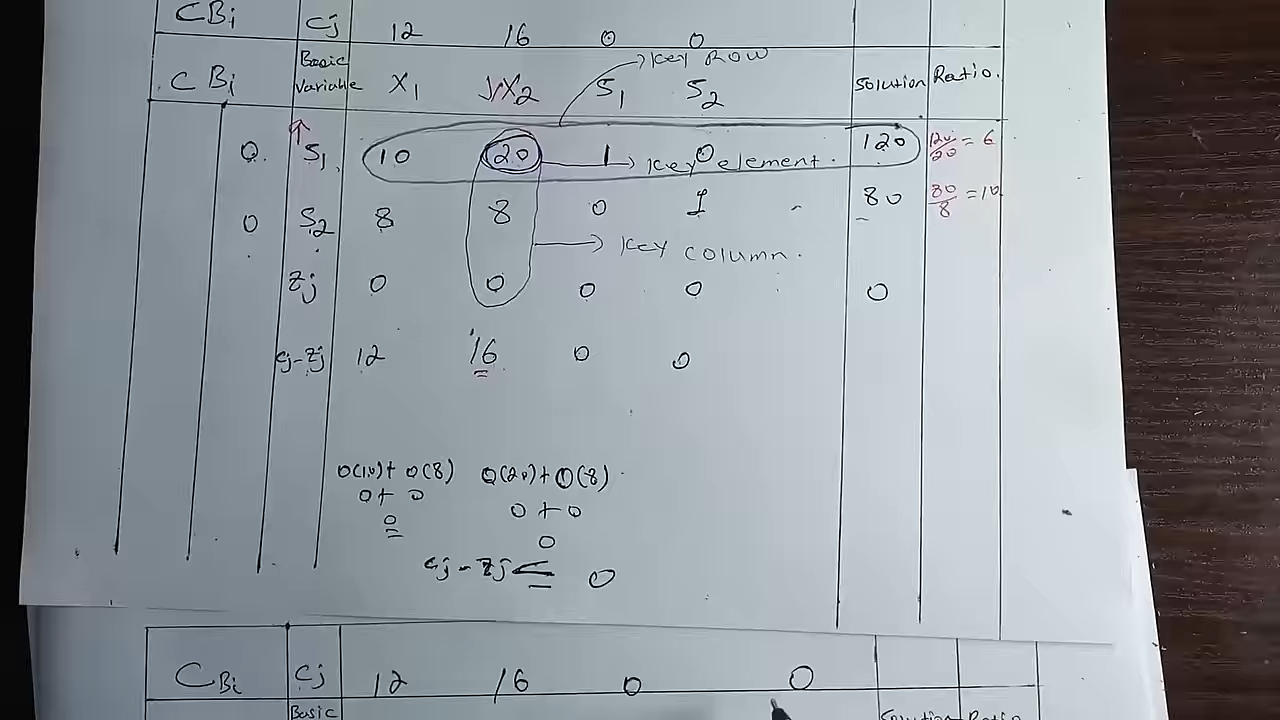 CBi Cj 12 16 0 0
→ Key Row
CBi Basic Variable X1 X2 S1 S2 Solution Ratio.
0 S1 10 20 1 0 120 120/20 = 6
→ Key element.
0 S2 8 8 0 1 80 80/8 = 10
→ Key column.
Zj 0 0 0 0 0
Cj-Zj 12 16 0 0
0(10)+ 0(8) 0(20)+0(8)
0+ 0 0 + 0
0 0
Cj - Zj ≤ 0
CBi Cj 12 16 0 0
Basic Solution Ratio